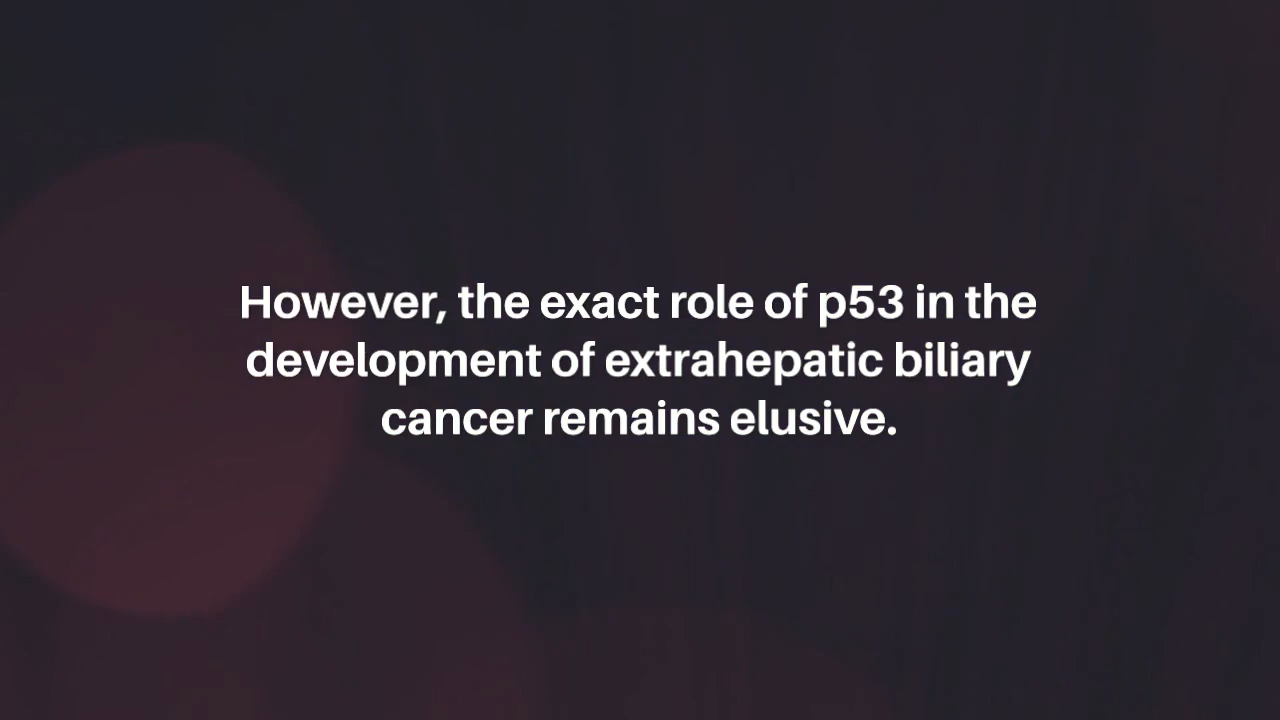 However, the exact role of p53 in the
development of extrahepatic biliary
cancer remains elusive.